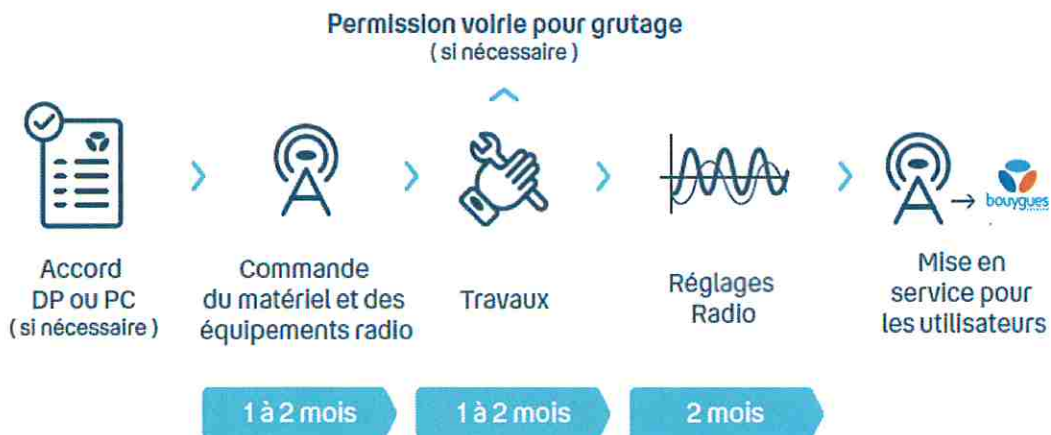 Permission voirie pour grutage
( si nécessaire )
Accord
DP ou PC
( si nécessaire )
Commande
du matériel et des
équipements radio
Travaux
Réglages
Radio
bouygues
Mise en
service pour
les utilisateurs
1 à 2 mois
1 à 2 mois
2 mois